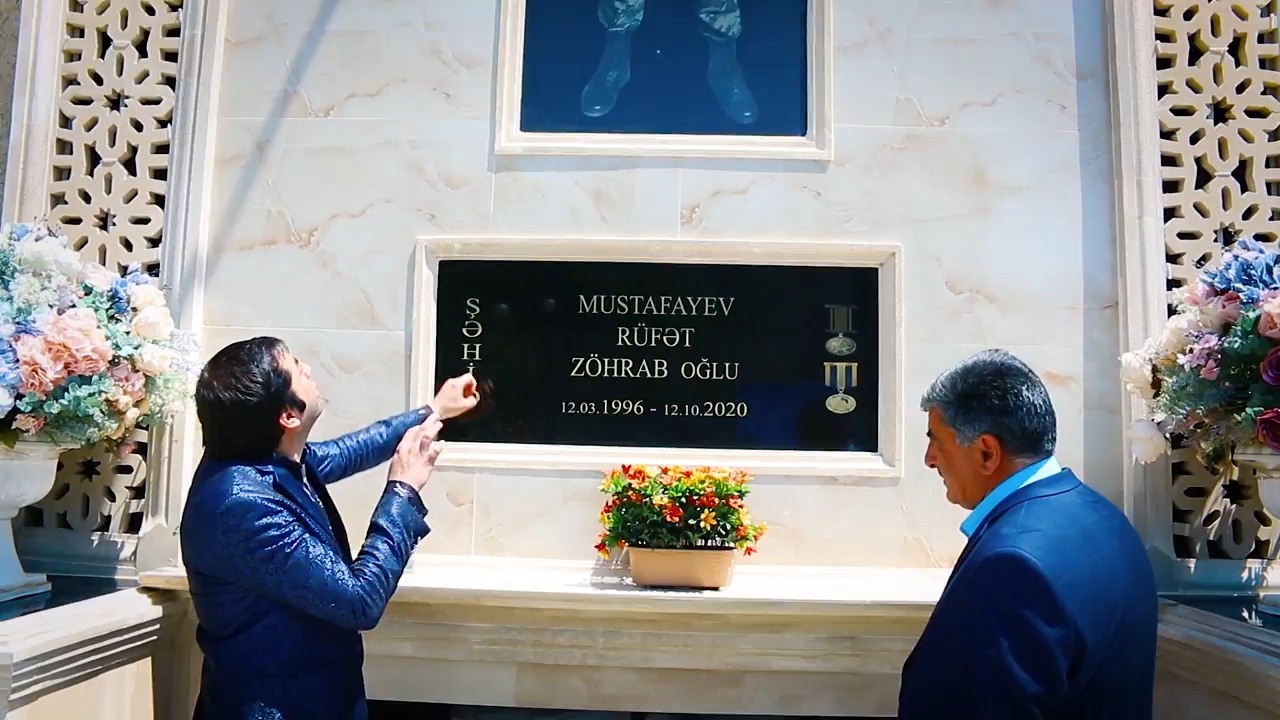 ŞƏHİ
MUSTAFAYEV
RÜFƏT
ZÖHRAB OĞLU
12.03.1996 - 12.10.2020